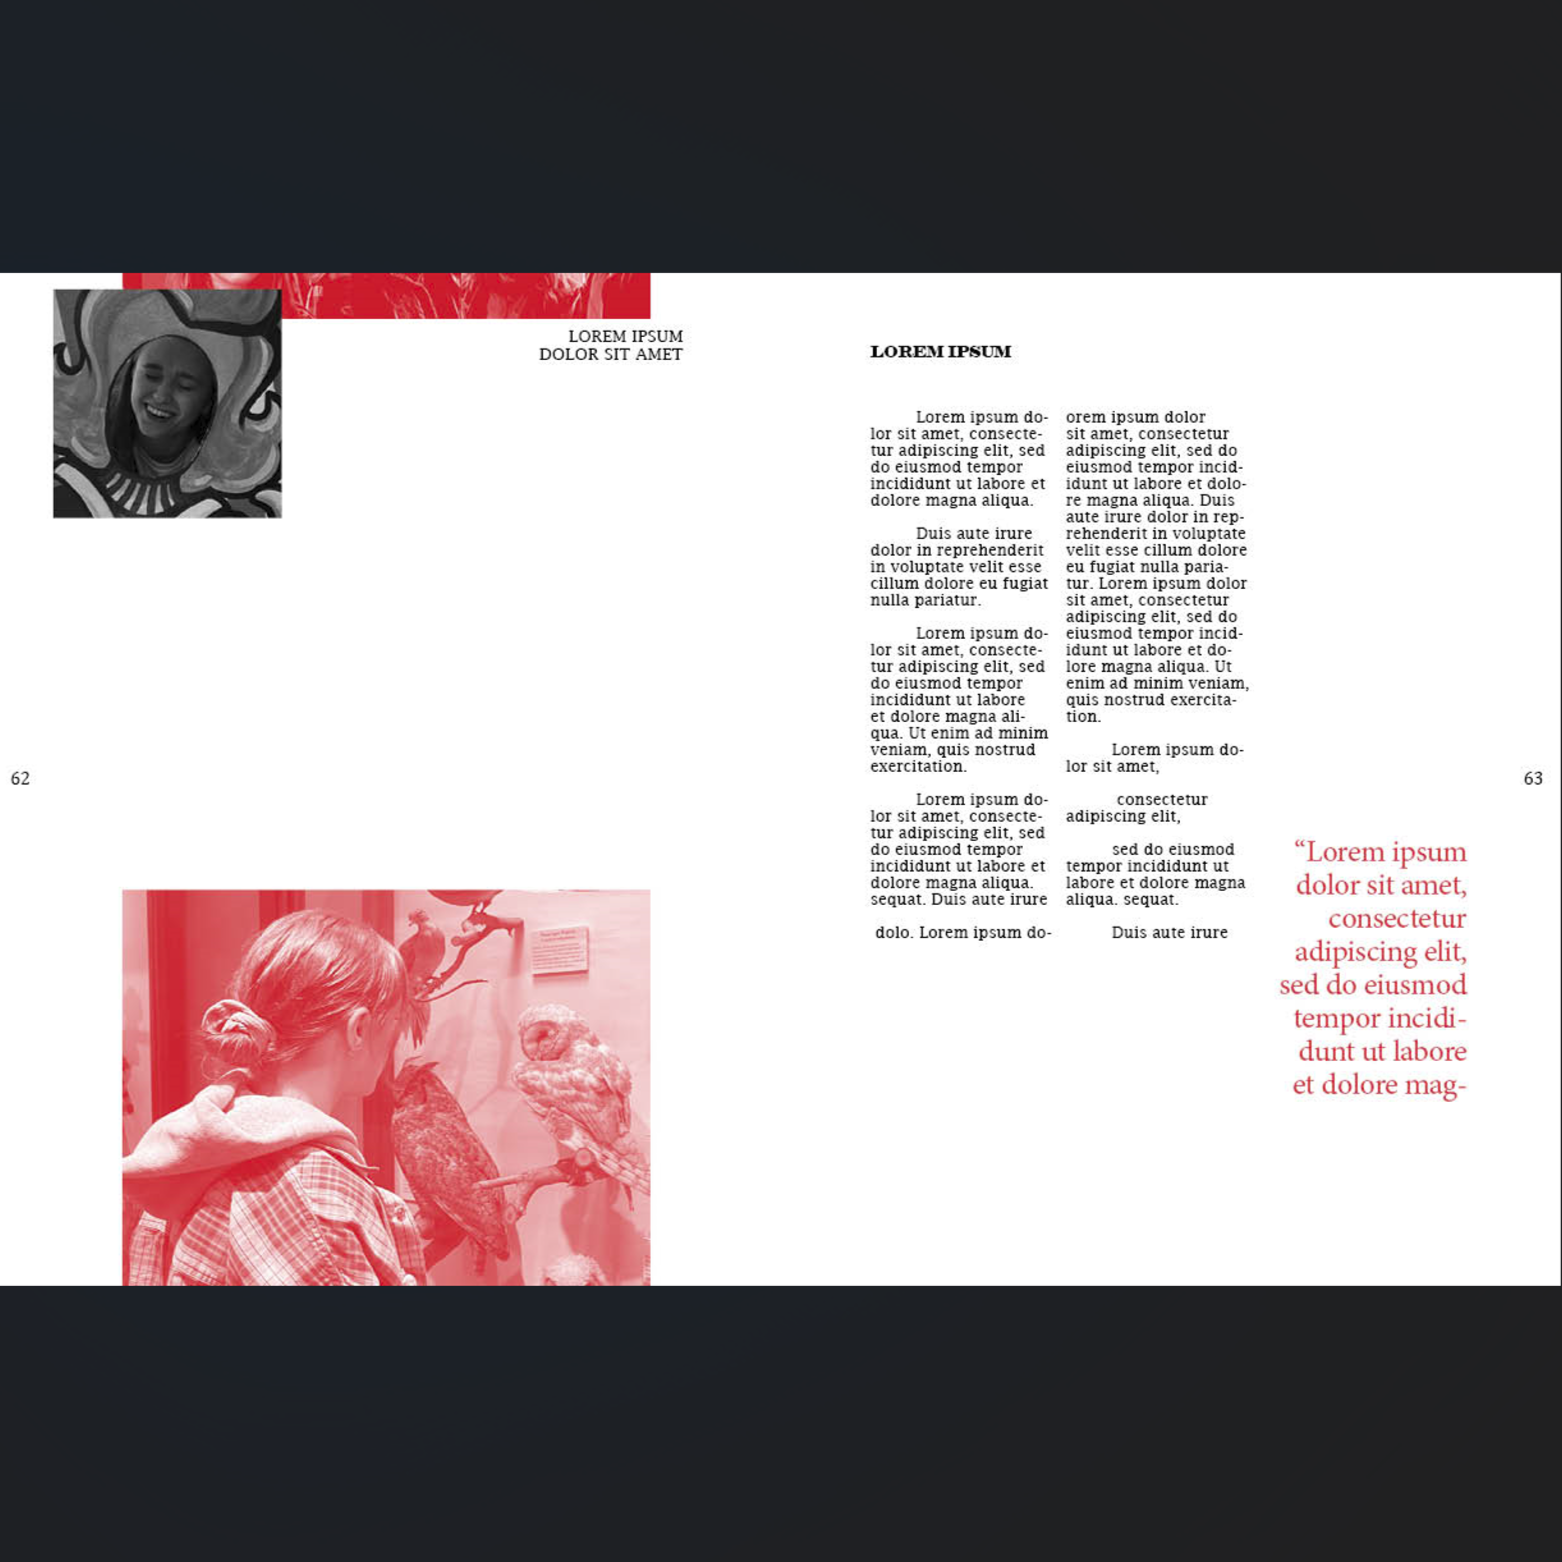 LOREM IPSUM
DOLOR SIT AMET
62
LOREM IPSUM
Lorem ipsum do-
lor sit amet, consecte-
tur adipiscing elit, sed
do eiusmod tempor
incididunt ut labore et
dolore magna aliqua.
Duis aute irure
dolor in reprehenderit
in voluptate velit esse
cillum dolore eu fugiat
nulla pariatur.
Lorem ipsum do-
lor sit amet, consecte-
tur adipiscing elit, sed
do eiusmod tempor
incididunt ut labore
et dolore magna ali-
qua. Ut enim ad minim
veniam, quis nostrud
exercitation.
Lorem ipsum do-
lor sit amet, consecte-
tur adipiscing elit, sed
do eiusmod tempor
incididunt ut labore et
dolore magna aliqua.
sequat. Duis aute irure
dolo. Lorem ipsum do-
orem ipsum dolor
sit amet, consectetur
adipiscing elit, sed do
eiusmod tempor incid-
idunt ut labore et dolo-
re magna aliqua. Duis
aute irure dolor in rep-
rehenderit in voluptate
velit esse cillum dolore
eu fugiat nulla paria-
tur. Lorem ipsum dolor
sit amet, consectetur
adipiscing elit, sed do
eiusmod tempor incid-
idunt ut labore et do-
lore magna aliqua. Ut
enim ad minim veniam,
quis nostrud exercita-
tion.
Lorem ipsum do-
lor sit amet,
consectetur
adipiscing elit,
sed do eiusmod
tempor incididunt ut
labore et dolore magna
aliqua. sequat.
Duis aute irure
“Lorem ipsum
dolor sit amet,
consectetur
adipiscing elit,
sed do eiusmod
tempor incidi-
dunt ut labore
et dolore mag-
63